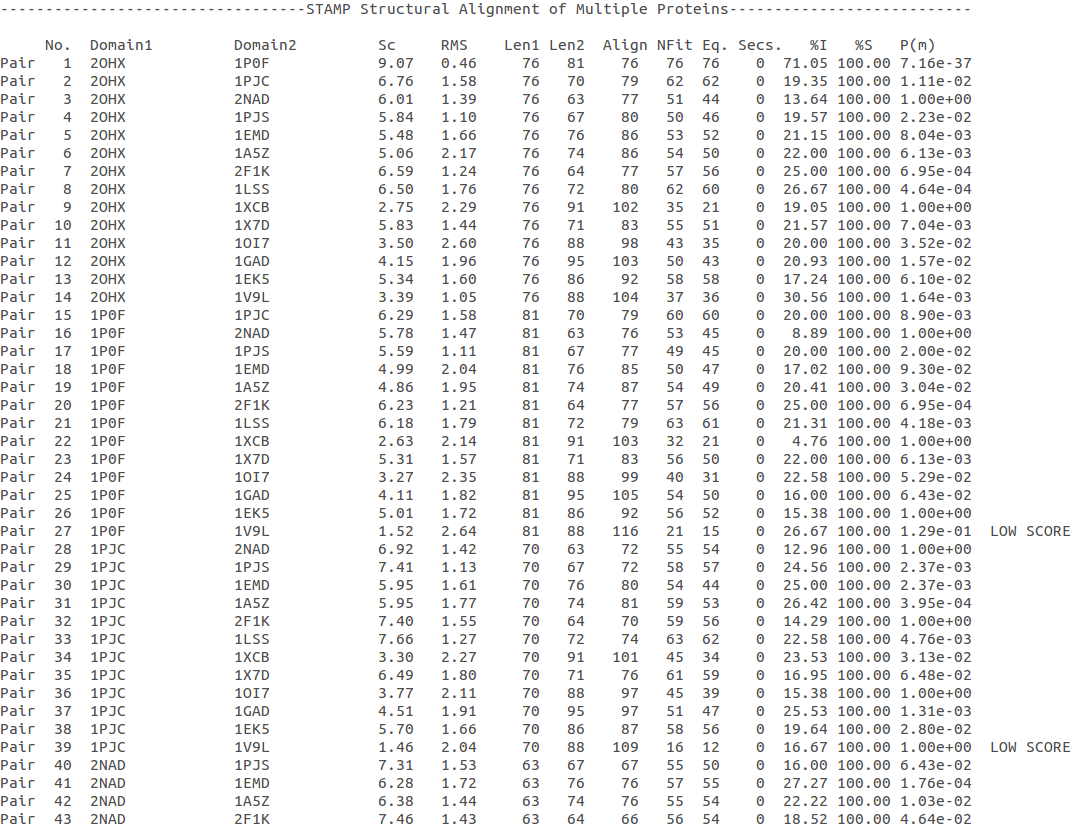 ----------------------------------STAMP Structural Alignment of Multiple Proteins---------------------------
No. Domain1 Domain2 Sc RMS Len1 Len2 Align NFit Eq. Secs. %I %S P(m)
Pair 1 2OHX 1P0F 9.07 0.46 76 81 76 76 76 0 71.05 100.00 7.16e-37
Pair 2 2OHX 1PJC 6.76 1.58 76 70 79 62 62 0 19.35 100.00 1.11e-02
Pair 3 2OHX 2NAD 6.01 1.39 76 63 77 51 44 0 13.64 100.00 1.00e+00
Pair 4 2OHX 1PJS 5.84 1.10 76 67 80 50 46 0 19.57 100.00 2.23e-02
Pair 5 2OHX 1EMD 5.48 1.66 76 76 86 53 52 0 21.15 100.00 8.04e-03
Pair 6 2OHX 1A5Z 5.06 2.17 76 74 86 54 50 0 22.00 100.00 6.13e-03
Pair 7 2OHX 2F1K 6.59 1.24 76 64 77 57 56 0 25.00 100.00 6.95e-04
Pair 8 2OHX 1LSS 6.50 1.76 76 72 80 62 60 0 26.67 100.00 4.64e-04
Pair 9 2OHX 1XCB 2.75 2.29 76 91 102 35 21 0 19.05 100.00 1.00e+00
Pair 10 2OHX 1X7D 5.83 1.44 76 71 83 55 51 0 21.57 100.00 7.04e-03
Pair 11 2OHX 1OI7 3.50 2.60 76 88 98 43 35 0 20.00 100.00 3.52e-02
Pair 12 2OHX 1GAD 4.15 1.96 76 95 103 50 43 0 20.93 100.00 1.57e-02
Pair 13 2OHX 1EK5 5.34 1.60 76 86 92 58 58 0 17.24 100.00 6.10e-02
Pair 14 2OHX 1V9L 3.39 1.05 76 88 104 37 36 0 30.56 100.00 1.64e-03
Pair 15 1P0F 1PJC 6.29 1.58 81 70 79 60 60 0 20.00 100.00 8.90e-03
Pair 16 1P0F 2NAD 5.78 1.47 81 63 76 53 45 0 8.89 100.00 1.00e+00
Pair 17 1P0F 1PJS 5.59 1.11 81 67 77 49 45 0 20.00 100.00 2.00e-02
Pair 18 1P0F 1EMD 4.99 2.04 81 76 85 50 47 0 17.02 100.00 9.30e-02
Pair 19 1P0F 1A5Z 4.86 1.95 81 74 87 54 49 0 20.41 100.00 3.04e-02
Pair 20 1P0F 2F1K 6.23 1.21 81 64 77 57 56 0 25.00 100.00 6.95e-04
Pair 21 1P0F 1LSS 6.18 1.79 81 72 79 63 61 0 21.31 100.00 4.18e-03
Pair 22 1P0F 1XCB 2.63 2.14 81 91 103 32 21 0 4.76 100.00 1.00e+00
Pair 23 1P0F 1X7D 5.31 1.57 81 71 83 56 50 0 22.00 100.00 6.13e-03
Pair 24 1P0F 1OI7 3.27 2.35 81 88 99 40 31 0 22.58 100.00 5.29e-02
Pair 25 1P0F 1GAD 4.11 1.82 81 95 105 54 50 0 16.00 100.00 6.43e-02
Pair 26 1P0F 1EK5 5.01 1.72 81 86 92 56 52 0 15.38 100.00 1.00e+00
Pair 27 1P0F 1V9L 1.52 2.64 81 88 116 21 15 0 26.67 100.00 1.29e-01 LOW SCORE
Pair 28 1PJC 2NAD 6.92 1.42 70 63 72 55 54 0 12.96 100.00 1.00e+00
Pair 29 1PJC 1PJS 7.41 1.13 70 67 72 58 57 0 24.56 100.00 2.37e-03
Pair 30 1PJC 1EMD 5.95 1.61 70 76 80 54 44 0 25.00 100.00 2.37e-03
Pair 31 1PJC 1A5Z 5.95 1.77 70 74 81 59 53 0 26.42 100.00 3.95e-04
Pair 32 1PJC 2F1K 7.40 1.55 70 64 70 59 56 0 14.29 100.00 1.00e+00
Pair 33 1PJC 1LSS 7.66 1.27 70 72 74 63 62 0 22.58 100.00 4.76e-03
Pair 34 1PJC 1XCB 3.30 2.27 70 91 101 45 34 0 23.53 100.00 3.13e-02
Pair 35 1PJC 1X7D 6.49 1.80 70 71 76 61 59 0 16.95 100.00 6.48e-02
Pair 36 1PJC 1OI7 3.77 2.11 70 88 97 45 39 0 15.38 100.00 1.00e+00
Pair 37 1PJC 1GAD 4.51 1.91 70 95 97 51 47 0 25.53 100.00 1.31e-03
Pair 38 1PJC 1EK5 5.70 1.66 70 86 87 58 56 0 19.64 100.00 2.80e-02
Pair 39 1PJC 1V9L 1.46 2.04 70 88 109 16 12 0 16.67 100.00 1.00e+00 LOW SCORE
Pair 40 2NAD 1PJS 7.31 1.53 63 67 67 55 50 0 16.00 100.00 6.43e-02
Pair 41 2NAD 1EMD 6.28 1.72 63 76 76 57 55 0 27.27 100.00 1.76e-04
Pair 42 2NAD 1A5Z 6.38 1.44 63 74 76 55 54 0 22.22 100.00 1.03e-02
Pair 43 2NAD 2F1K 7.46 1.43 63 64 66 56 54 0 18.52 100.00 4.64e-02